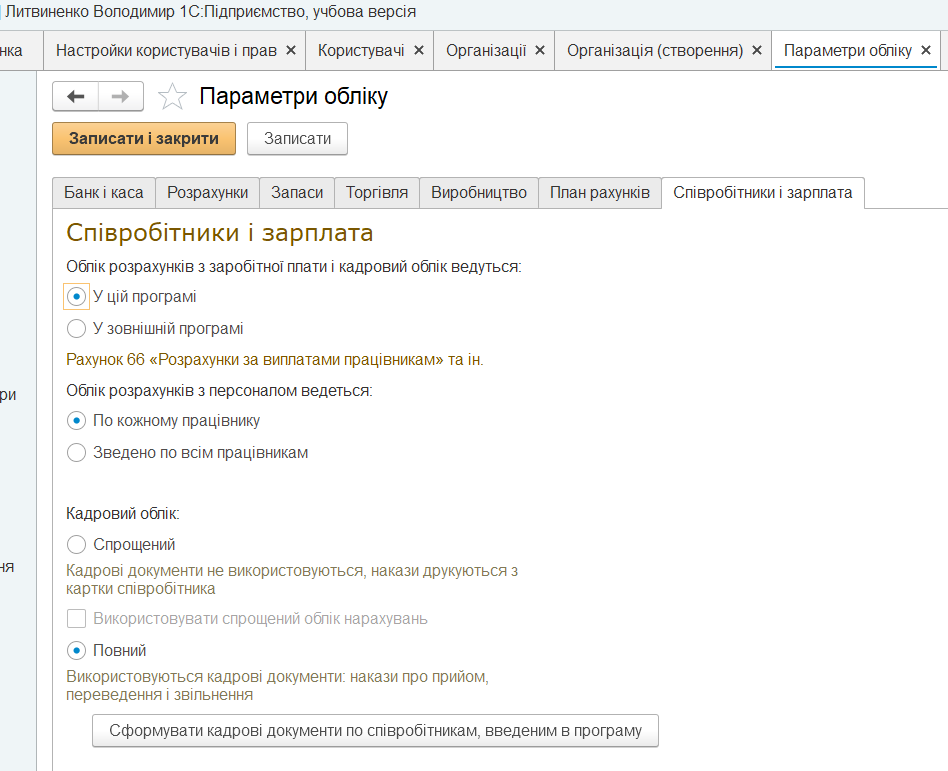 Литвиненко Володимир 1С:Підприємство, учбова версія
нка Настройки користувачів і прав × Користувачі × Організації × Організація (створення) × Параметри обліку ×
Параметри обліку
Записати і закрити Записати
Банк і каса Розрахунки Запаси Торгівля Виробництво План рахунків Співробітники і зарплата
Співробітники і зарплата
Облік розрахунків з заробітної плати і кадровий облік ведуться:
У цій програмі
У зовнішній програмі
Рахунок 66 «Розрахунки за виплатами працівникам» та ін.
Облік розрахунків з персоналом ведеться:
ри
По кожному працівнику
Зведено по всім працівникам
Кадровий облік:
Спрощений
ня
Кадрові документи не використовуються, накази друкуються з
картки співробітника
Використовувати спрощений облік нарахувань
Повний
Використовуються кадрові документи: накази про прийом,
переведення і звільнення
Сформувати кадрові документи по співробітникам, введеним в програму